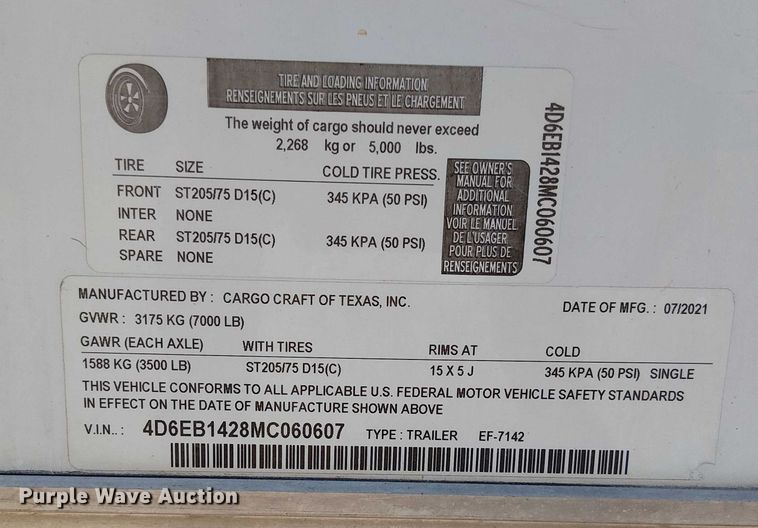 TIRE AND LOADING INFORMATION
RENSEIGNEMENTS SUR LES PNEUS ET LE CHARGEMENT
The weight of cargo should never exceed
2,268 kg or 5,000 lbs.
TIRE SIZE COLD TIRE PRESS.
FRONT ST205/75 D15(C) 345 KPA (50 PSI)
INTER NONE
REAR ST205/75 D15(C) 345 KPA (50 PSI)
SPARE NONE
SEE OWNER'S
MANUAL FOR
ADDITIONAL
INFORMATION
VOIR LE MANUEL
DE L'USAGER
POUR PLUS DE
RENSEIGNEMENTS
4D6EB1428MC060607
MANUFACTURED BY : CARGO CRAFT OF TEXAS, INC. DATE OF MFG. : 07/2021
GVWR : 3175 KG (7000 LB)
GAWR (EACH AXLE) WITH TIRES RIMS AT COLD
1588 KG (3500 LB) ST205/75 D15(C) 15 X 5 J 345 KPA (50 PSI) SINGLE
THIS VEHICLE CONFORMS TO ALL APPLICABLE U.S. FEDERAL MOTOR VEHICLE SAFETY STANDARDS
IN EFFECT ON THE DATE OF MANUFACTURE SHOWN ABOVE
V.I.N.. : 4D6EB1428MC060607 TYPE : TRAILER EF-7142
Purple Wave Auction